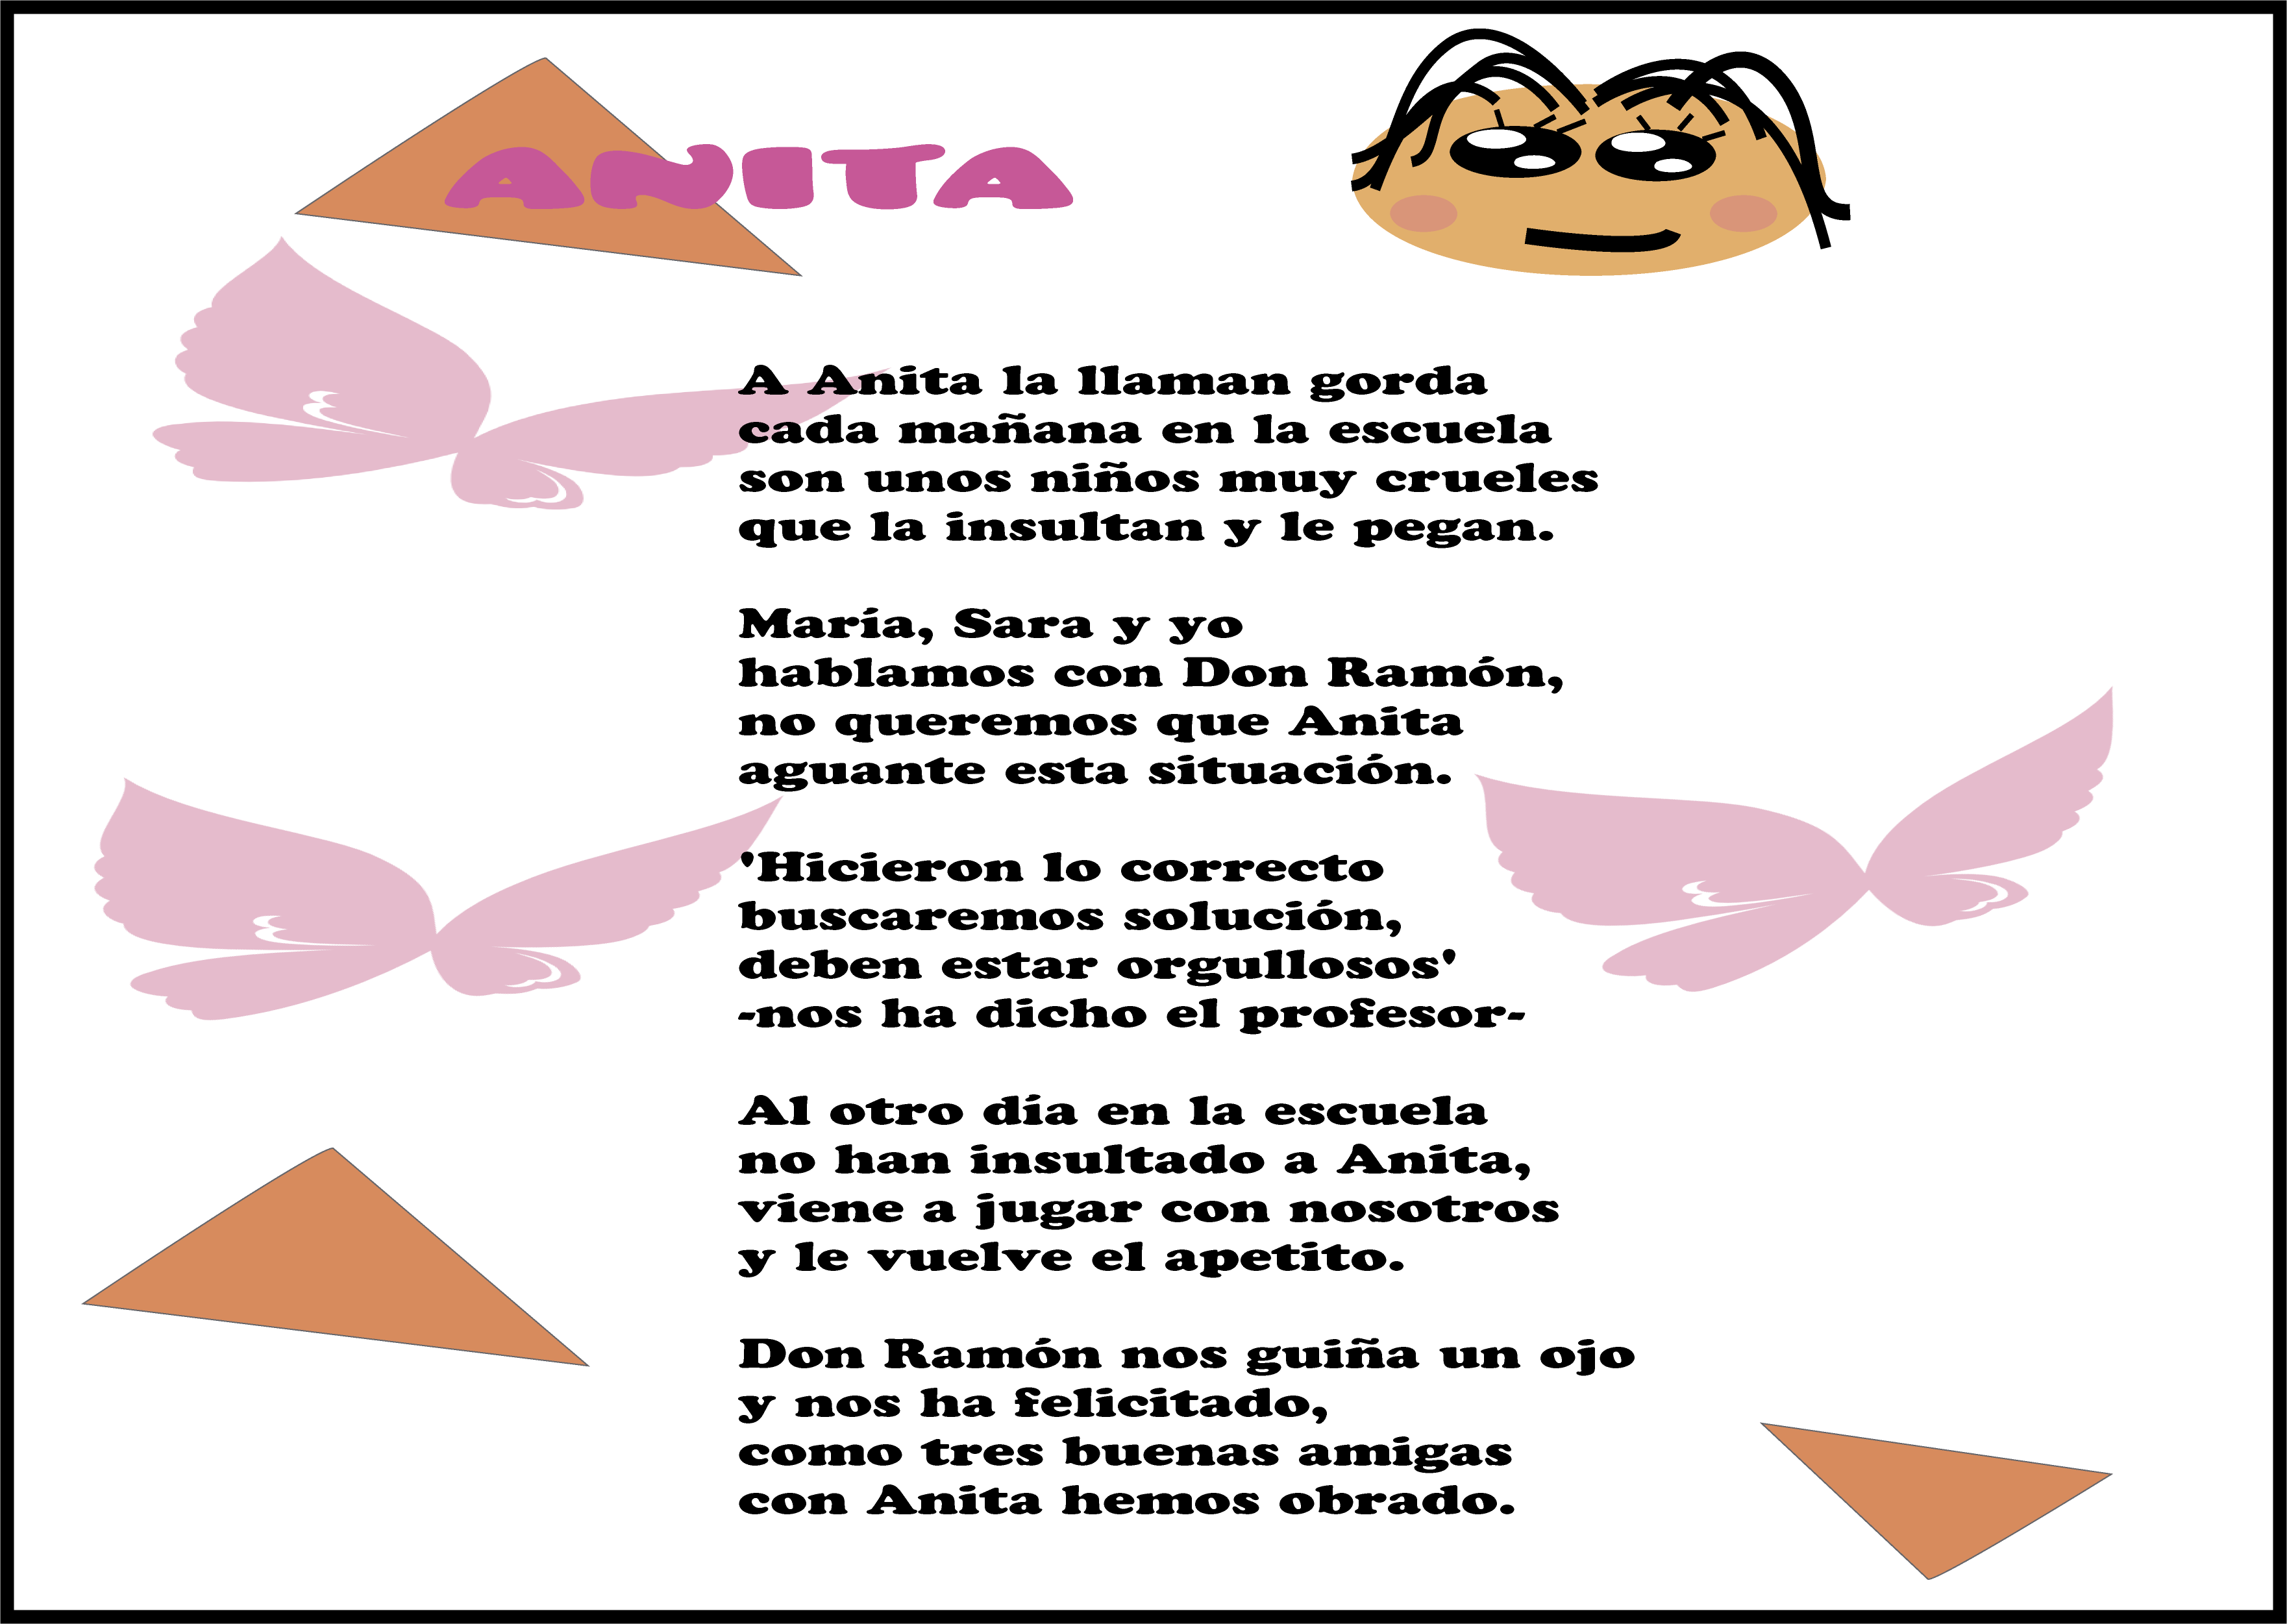 ANITA
A Anita la llaman gorda
cada mañana en la escuela
son unos niños muy crueles
que la insultan y le pegan.
María, Sara y yo
hablamos con Don Ramón,
no queremos que Anita
aguante esta situación.
'Hicieron lo correcto
buscaremos solución,
deben estar orgullosos'
-nos ha dicho el profesor-
Al otro día en la escuela
no han insultado a Anita,
viene a jugar con nosotros
y le vuelve el apetito.
Don Ramón nos guiña un ojo
y nos ha felicitado,
como tres buenas amigas
con Anita hemos obrado.